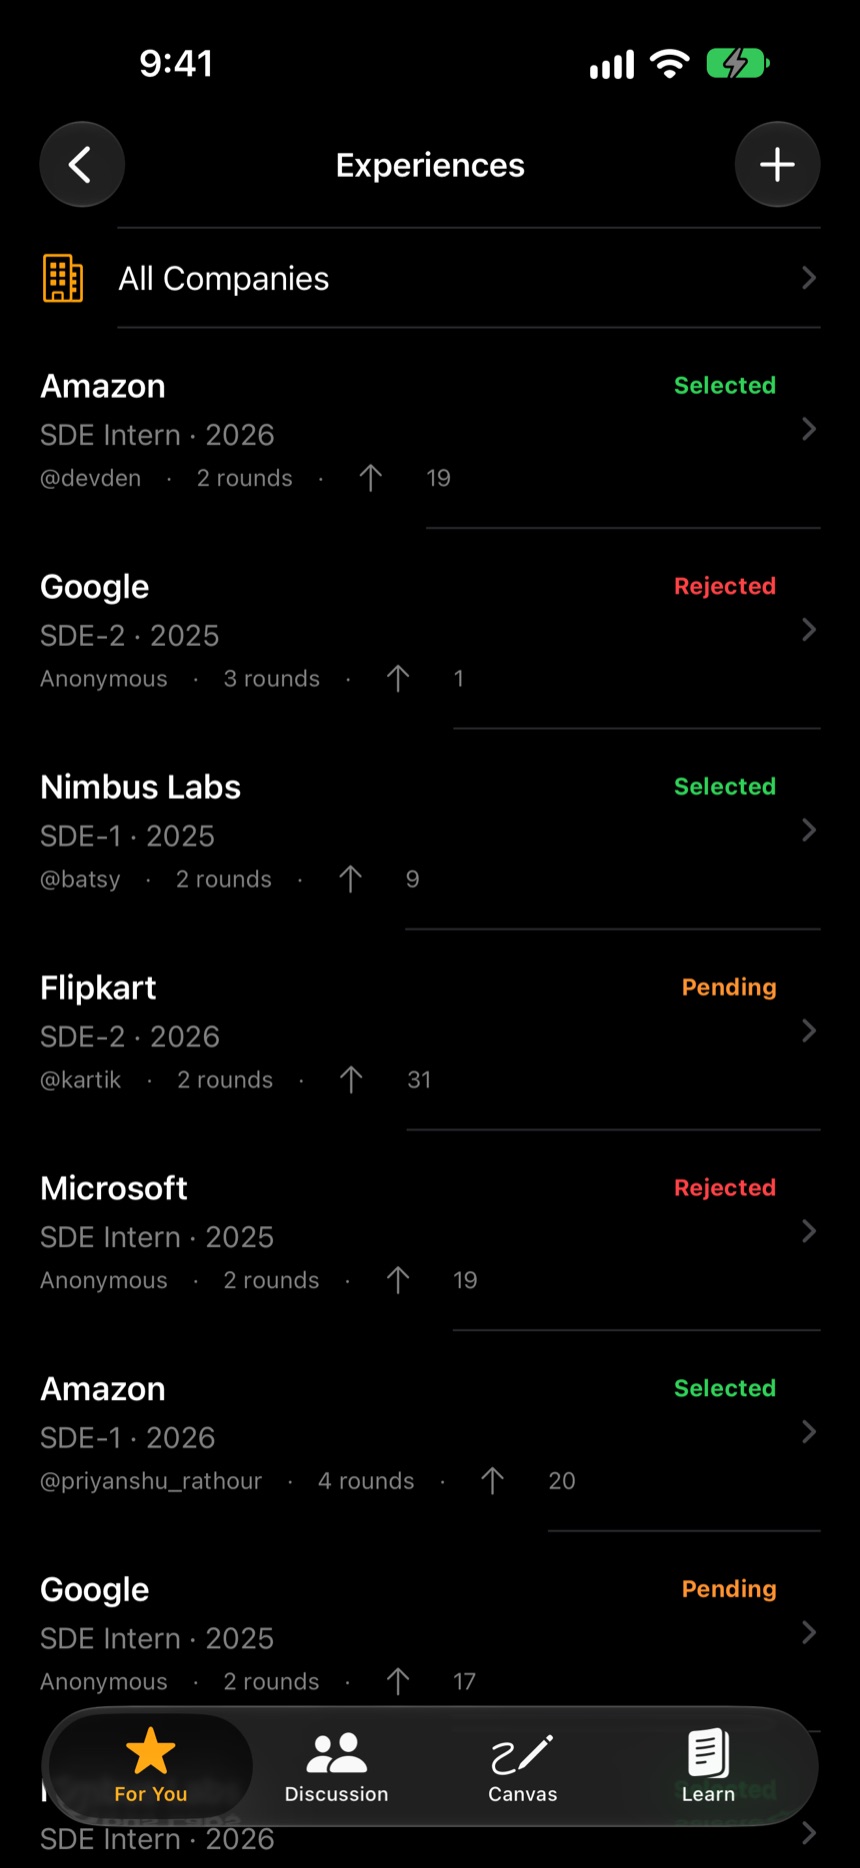 9:41
Experiences
All Companies
Amazon
Selected
SDE Intern · 2026
@devden · 2 rounds · ↑ 19
Google
Rejected
SDE-2 · 2025
Anonymous · 3 rounds · ↑ 1
Nimbus Labs
Selected
SDE-1 · 2025
@batsy · 2 rounds · ↑ 9
Flipkart
Pending
SDE-2 · 2026
@kartik · 2 rounds · ↑ 31
Microsoft
Rejected
SDE Intern · 2025
Anonymous · 2 rounds · ↑ 19
Amazon
Selected
SDE-1 · 2026
@priyanshu_rathour · 4 rounds · ↑ 20
Google
Pending
SDE Intern · 2025
Anonymous · 2 rounds · ↑ 17
Selected
For You
Discussion
Canvas
Learn
SDE Intern · 2026